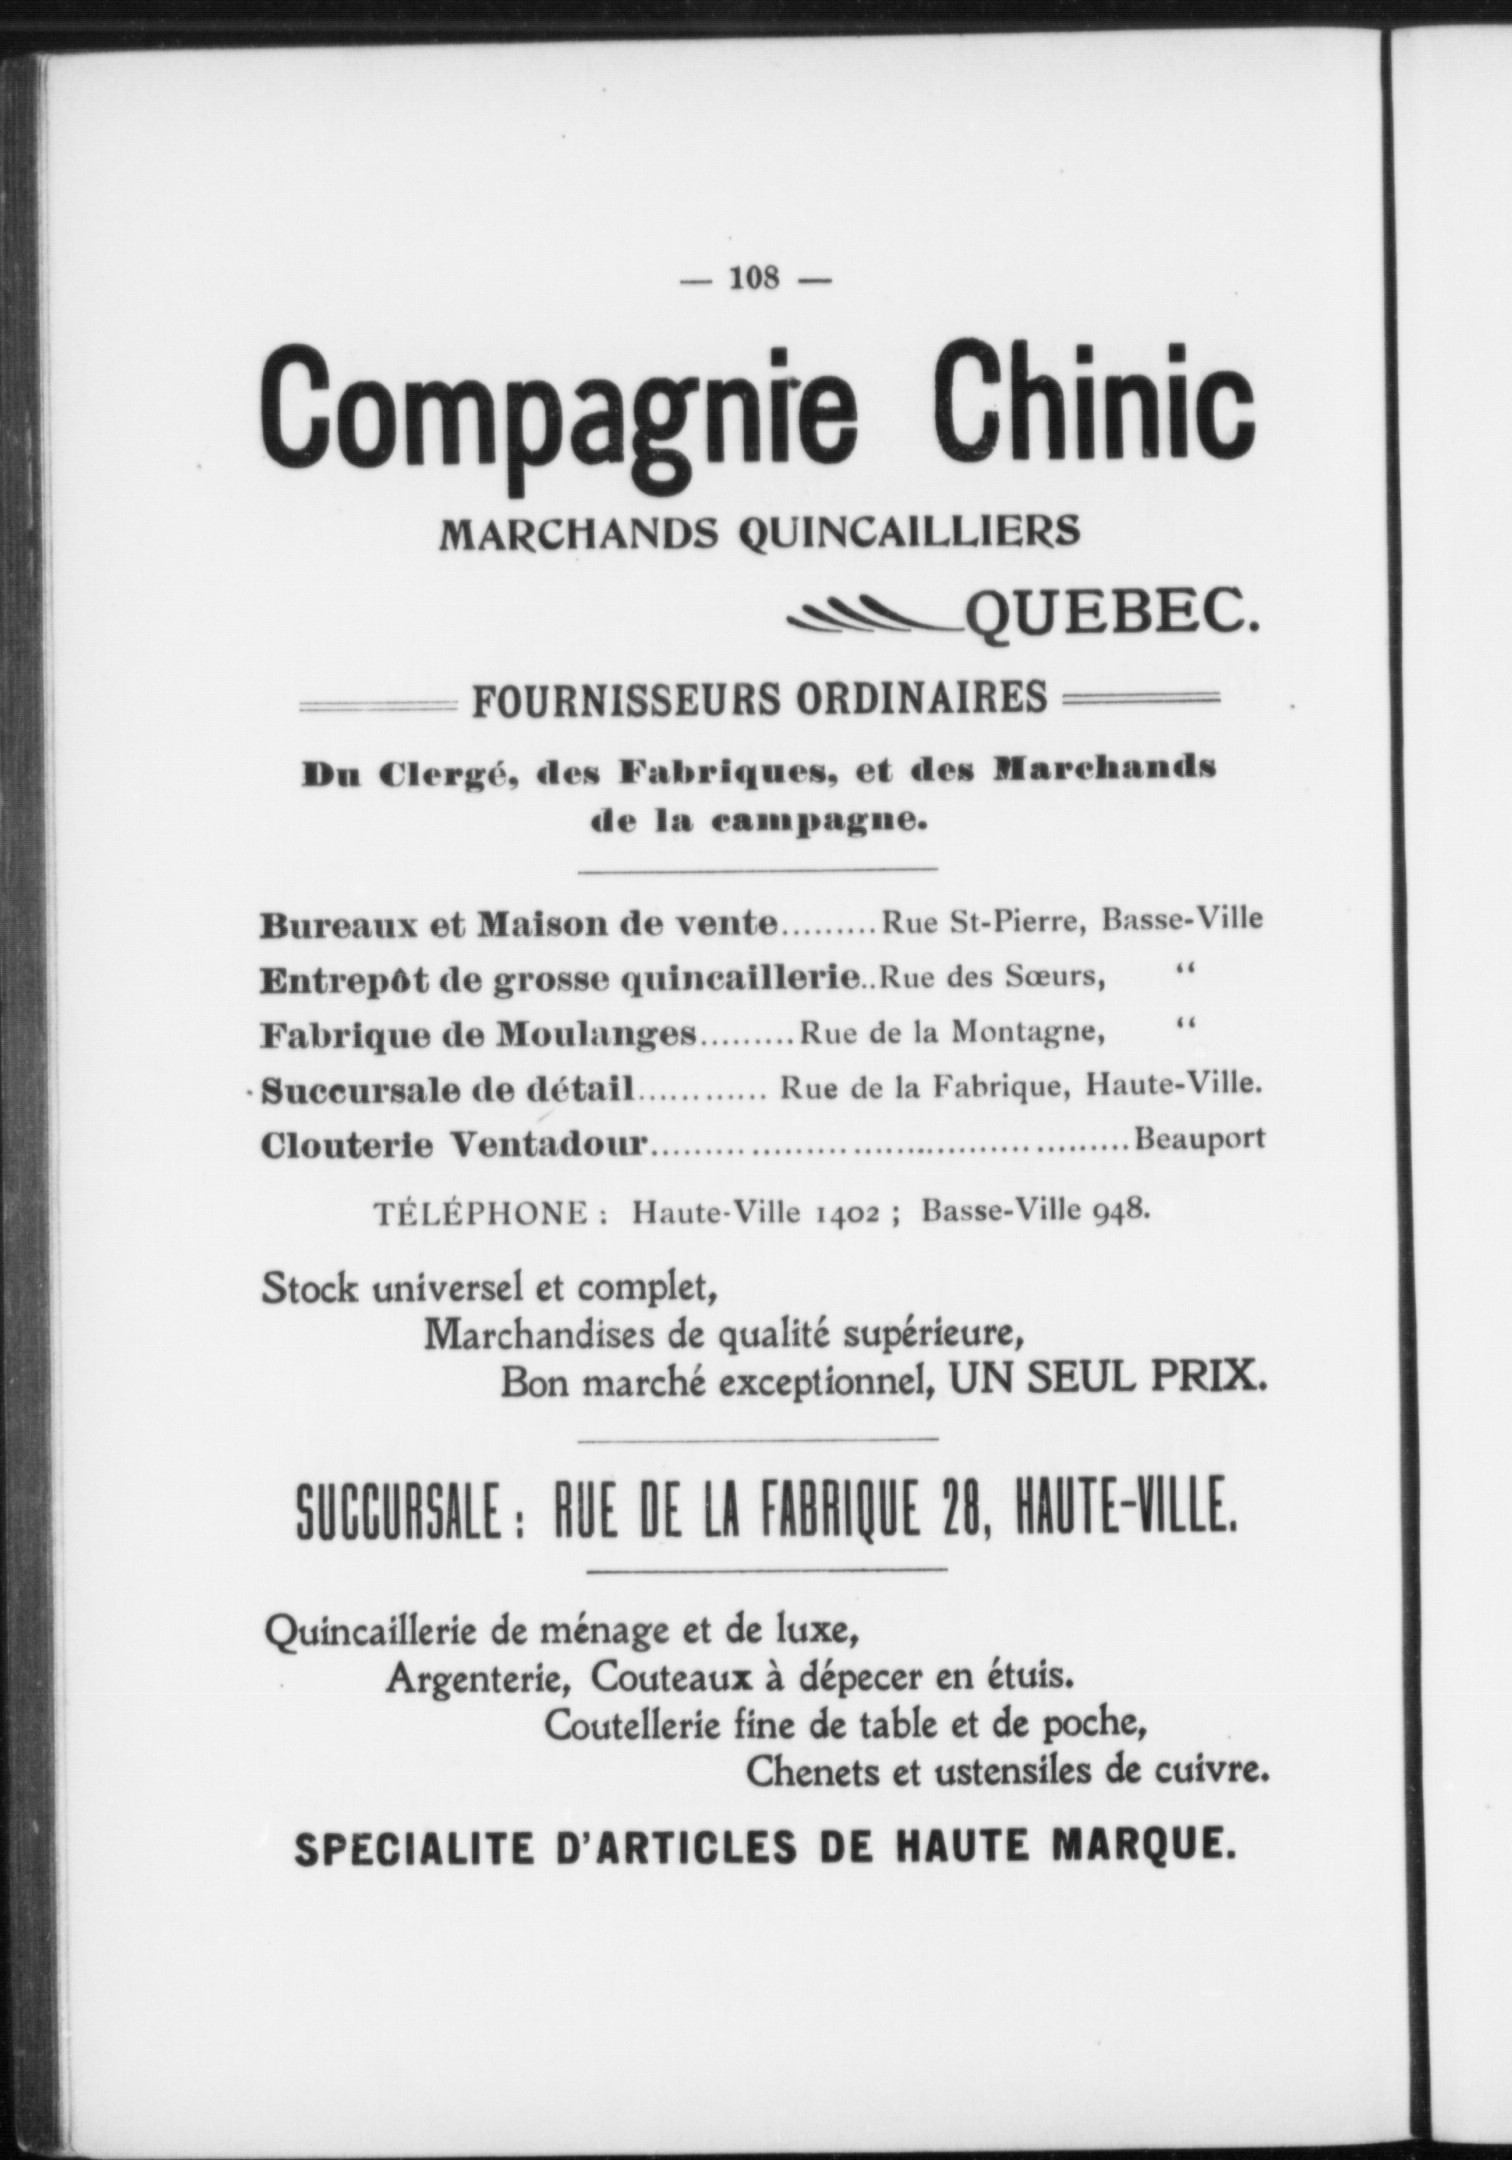 — 108 —
Compagnie Chinic
MARCHANDS QUINCAILLIERS
QUEBEC.
FOURNISSEURS ORDINAIRES
Du Clergé, des Fabriques, et des Marchands
de la campagne.
Bureaux et Maison de vente.........Rue St-Pierre, Basse-Ville
Entrepôt de grosse quincaillerie..Rue des Sœurs, “
Fabrique de Moulanges.........Rue de la Montagne, “
Succursale de détail............ Rue de la Fabrique, Haute-Ville.
Clouterie Ventadour............................................Beauport
TÉLÉPHONE : Haute-Ville 1402 ; Basse-Ville 948.
Stock universel et complet,
Marchandises de qualité supérieure,
Bon marché exceptionnel, UN SEUL PRIX.
SUCCURSALE : RUE DE LA FABRIQUE 28, HAUTE-VILLE.
Quincaillerie de ménage et de luxe,
Argenterie, Couteaux à dépecer en étuis.
Coutellerie fine de table et de poche,
Chenets et ustensiles de cuivre.
SPECIALITE D'ARTICLES DE HAUTE MARQUE.